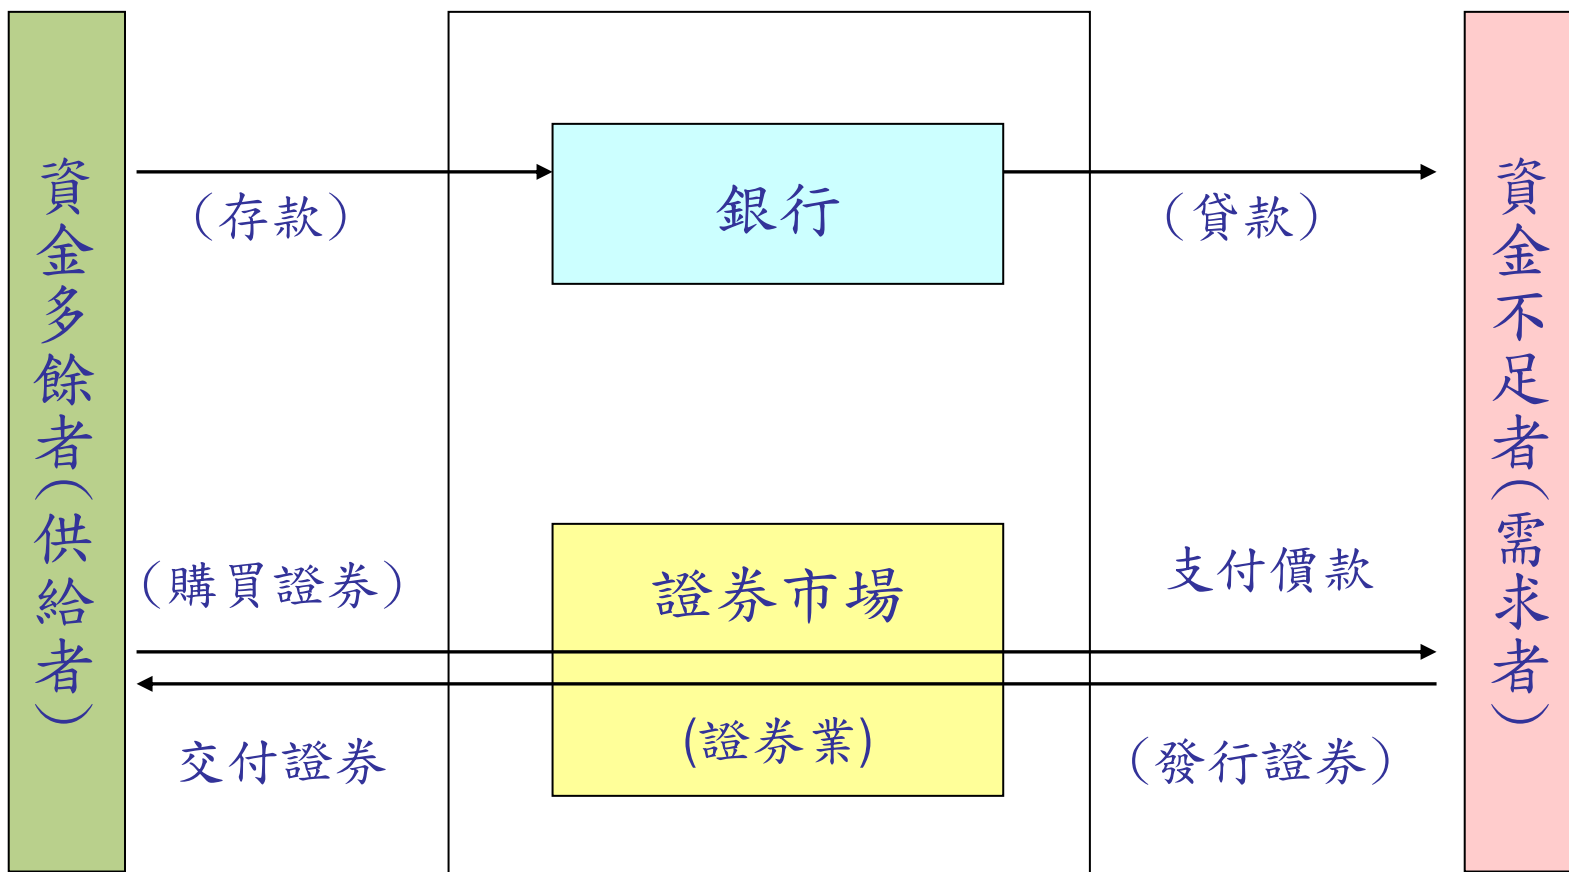 資金多餘者(供給者)
(存款)
銀行
(貸款)
(購買證券)
證券市場
支付價款
交付證券
(證券業)
(發行證券)
資金不足者(需求者)